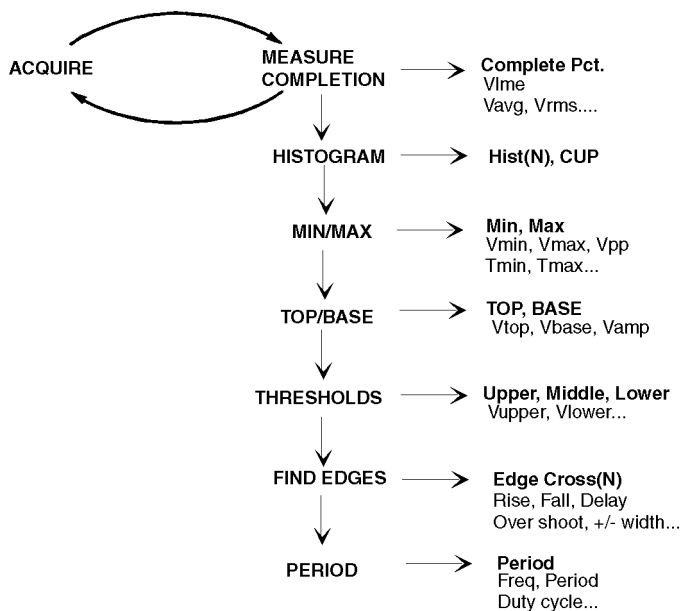 ACQUIRE
MEASURE
COMPLETION
Complete Pct.
Vlme
Vavg, Vrms....
HISTOGRAM
Hist(N), CUP
MIN/MAX
Min, Max
Vmin, Vmax, Vpp
Tmin, Tmax...
TOP/BASE
TOP, BASE
Vtop, Vbase, Vamp
THRESHOLDS
Upper, Middle, Lower
Vupper, Vlower...
FIND EDGES
Edge Cross(N)
Rise, Fall, Delay
Over shoot, +/- width...
PERIOD
Period
Freq, Period
Duty cycle...